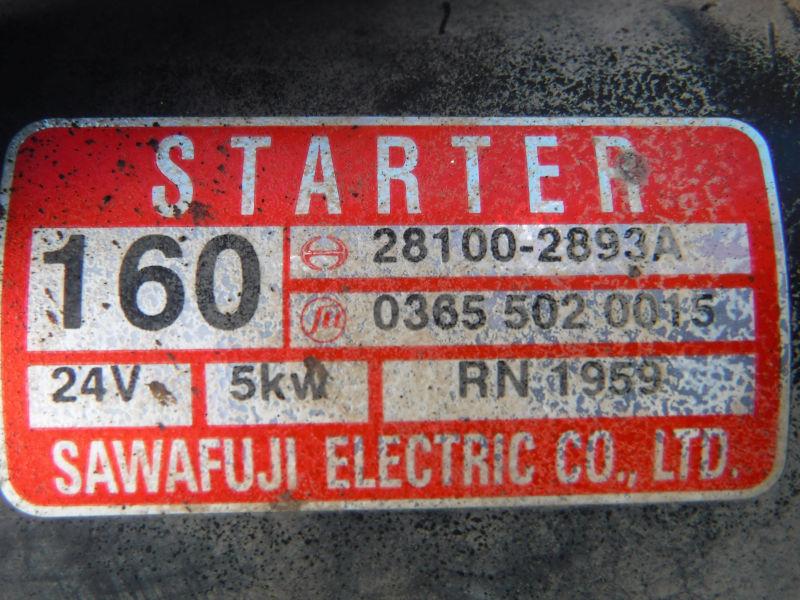 STARTER
160
28100-2893A
0365 502 0015
24V 5kw RN 1959
SAWAFUJI ELECTRIC CO., LTD.